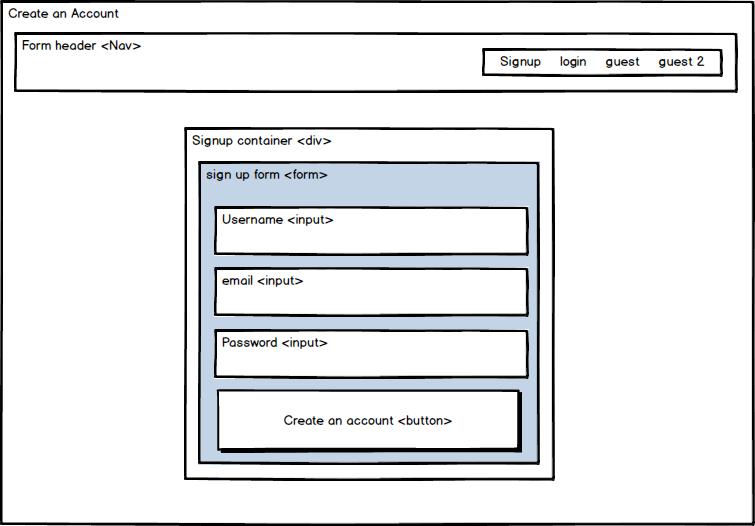 Create an Account
Form header <Nav>
Signup login guest guest 2
Signup container <div>
sign up form <form>
Username <input>
email <input>
Password <input>
Create an account <button>